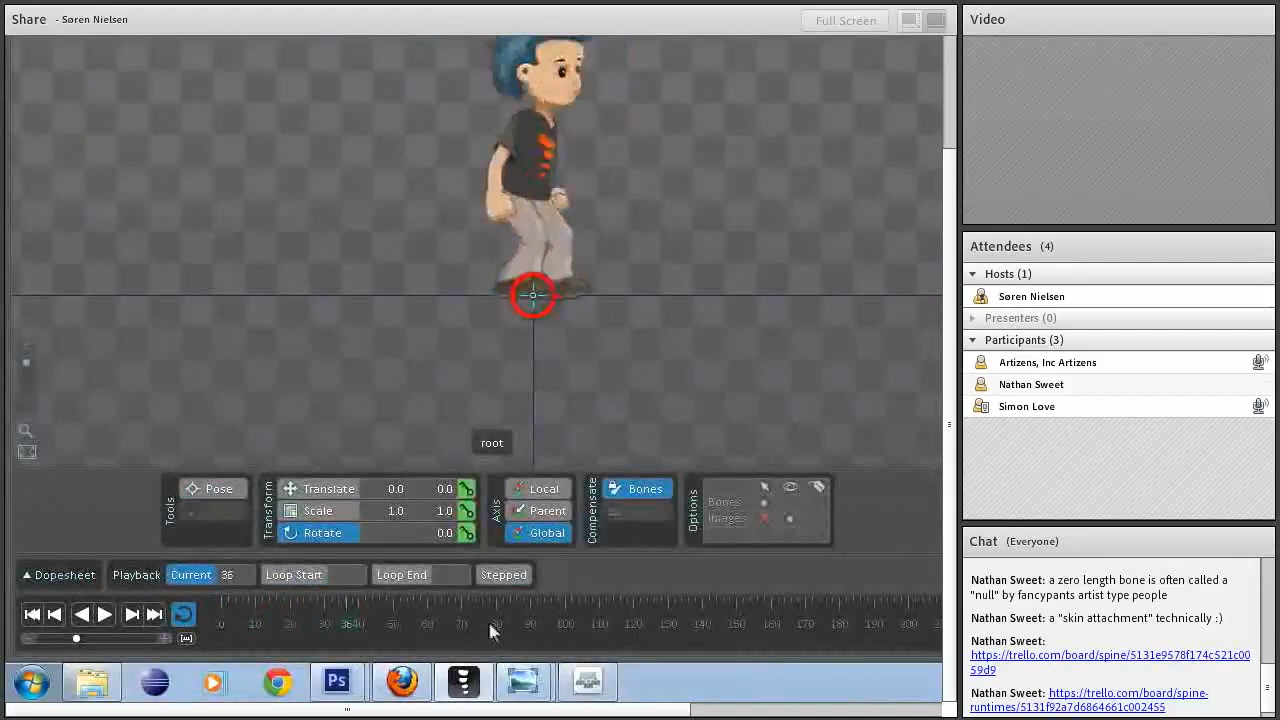 Share - Søren Nielsen
Full Screen
Video
Attendees (4)
Hosts (1)
Søren Nielsen
Presenters (0)
Participants (3)
Artizens, Inc Artizens
Nathan Sweet
Simon Love
root
Tools
Pose
Transform
Translate 0.0 0.0
Scale 1.0 1.0
Rotate 0.0
Axis
Local
Parent
Global
Compensate
Bones
Options
Bones
Images
Dopesheet
Playback
Current 36
Loop Start
Loop End
Stepped
0 10 20 30 36 40 50 60 70 80 90 100 110 120 130 140 150 160 170 180 190 200
Ps
Chat (Everyone)
Nathan Sweet: a zero length bone is often called a
"null" by fancypants artist type people
Nathan Sweet: a "skin attachment" technically :)
Nathan Sweet:
https://trello.com/board/spine/5131e9578f174c521c00
59d9
Nathan Sweet: https://trello.com/board/spine-
runtimes/5131f92a7d6864661c002455